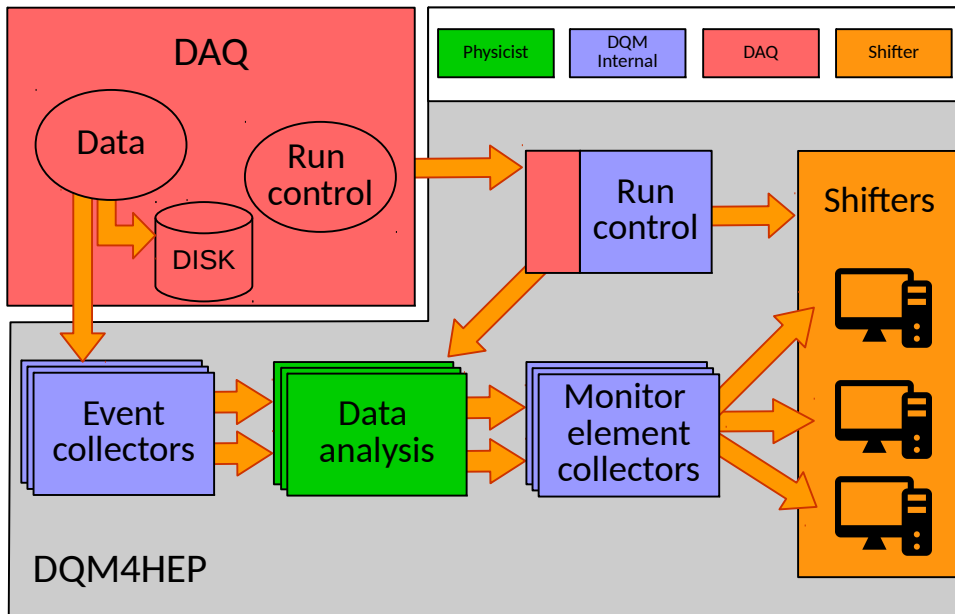 DAQ
Physicist
DQM
Internal
DAQ
Shifter
Data
Run
control
DISK
Run
control
Shifters
Event
collectors
Data
analysis
Monitor
element
collectors
DQM4HEP